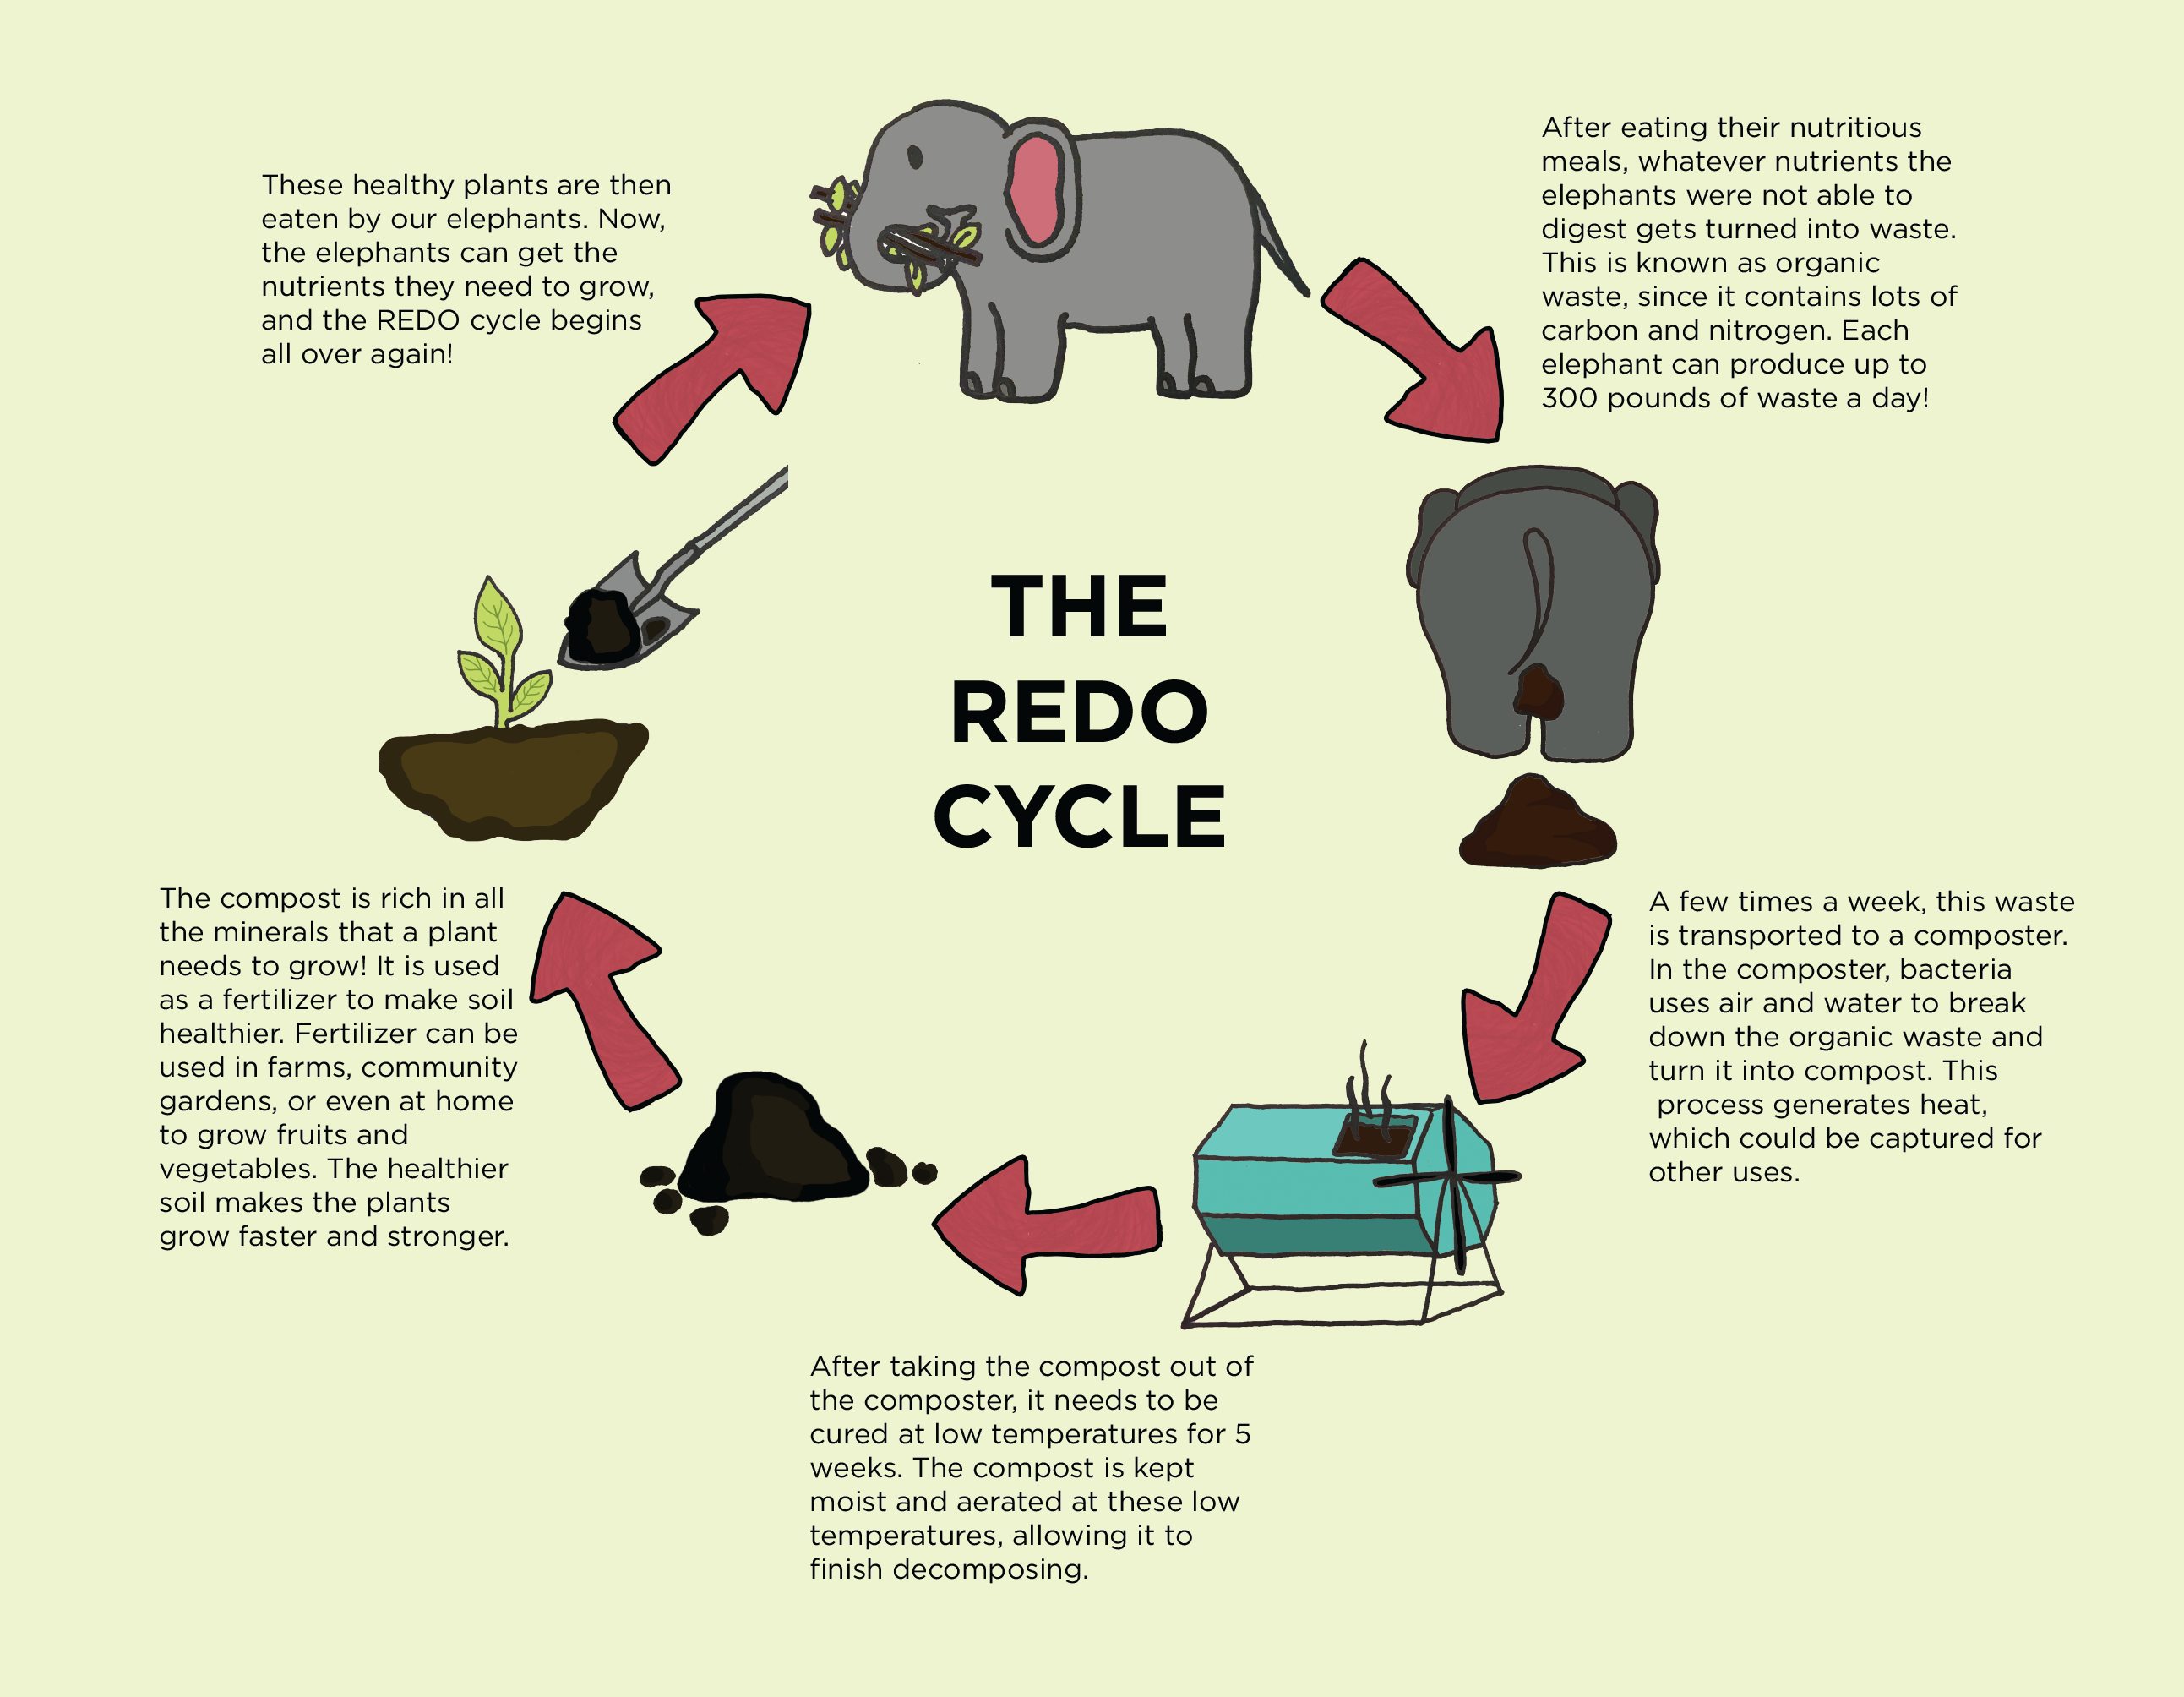 THE
REDO
CYCLE
After eating their nutritious
meals, whatever nutrients the
elephants were not able to
digest gets turned into waste.
This is known as organic
waste, since it contains lots of
carbon and nitrogen. Each
elephant can produce up to
300 pounds of waste a day!
A few times a week, this waste
is transported to a composter.
In the composter, bacteria
uses air and water to break
down the organic waste and
turn it into compost. This
process generates heat,
which could be captured for
other uses.
After taking the compost out of
the composter, it needs to be
cured at low temperatures for 5
weeks. The compost is kept
moist and aerated at these low
temperatures, allowing it to
finish decomposing.
The compost is rich in all
the minerals that a plant
needs to grow! It is used
as a fertilizer to make soil
healthier. Fertilizer can be
used in farms, community
gardens, or even at home
to grow fruits and
vegetables. The healthier
soil makes the plants
grow faster and stronger.
These healthy plants are then
eaten by our elephants. Now,
the elephants can get the
nutrients they need to grow,
and the REDO cycle begins
all over again!